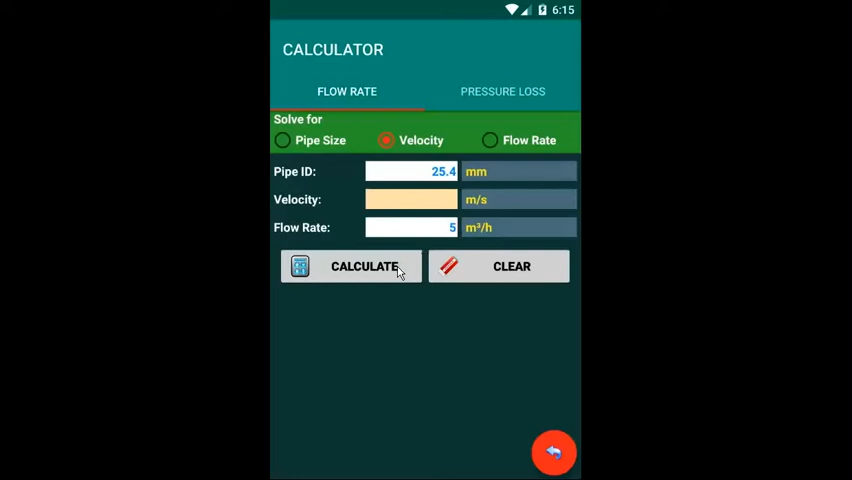 6:15
CALCULATOR
FLOW RATE PRESSURE LOSS
Solve for
Pipe Size Velocity Flow Rate
Pipe ID: 25.4 mm
Velocity: m/s
Flow Rate: 5 m³/h
CALCULATE CLEAR